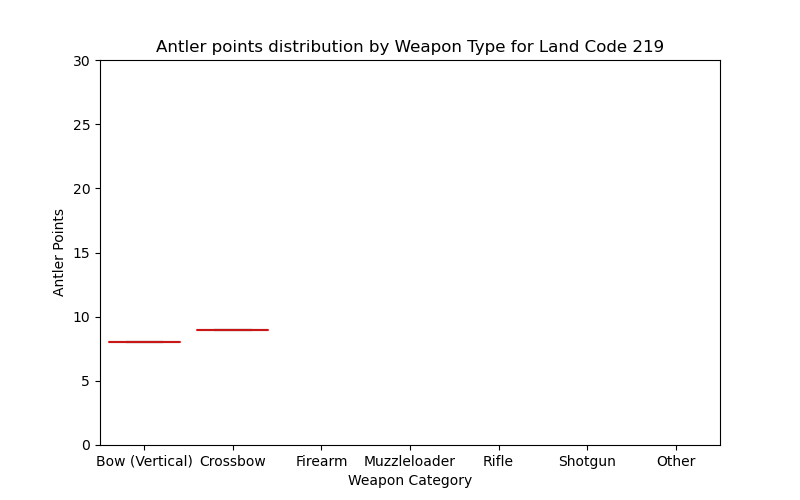 Antler points distribution by Weapon Type for Land Code 219
30
25
20
15
10
5
0
Antler Points
Bow (Vertical) Crossbow Firearm Muzzleloader Rifle Shotgun Other
Weapon Category